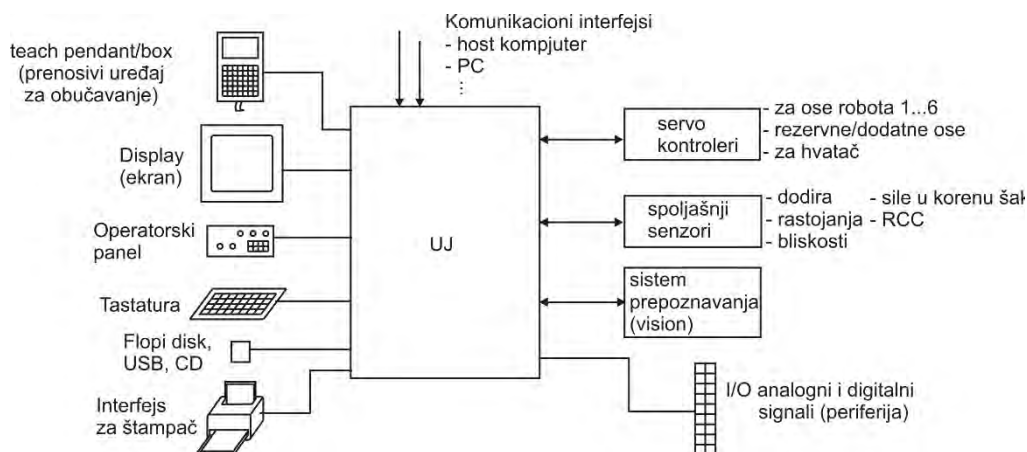 teach pendant/box
(prenosivi uređaj
za obučavanje)
Display
(ekran)
Operatorski
panel
Tastatura
Flopi disk,
USB, CD
Interfejs
za štampač
Komunikacioni interfejsi
- host kompjuter
- PC
...
UJ
servo
kontroleri
- za ose robota 1...6
- rezervne/dodatne ose
- za hvatač
spoljašnji
senzori
- dodira
- rastojanja
- bliskosti
- sile u korenu šak
- RCC
sistem
prepoznavanja
(vision)
I/O analogni i digitalni
signali (periferija)